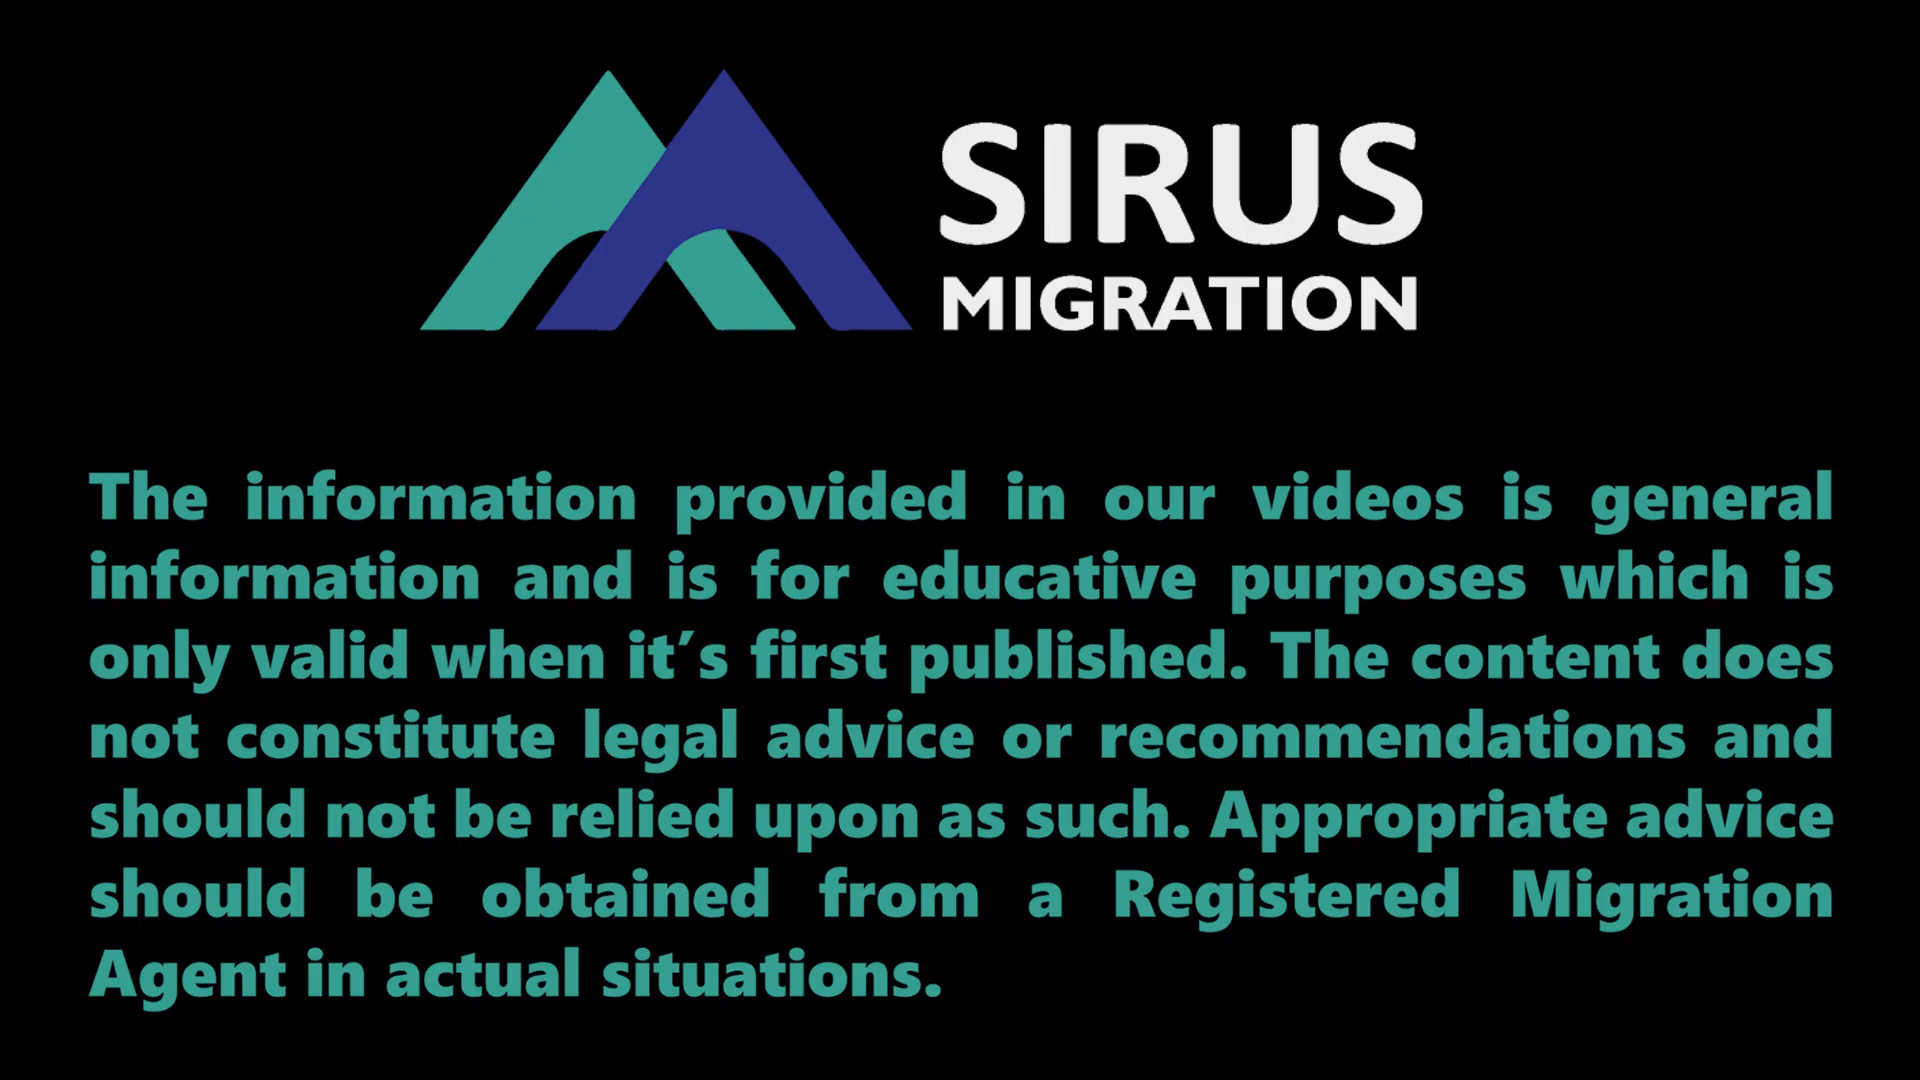 SIRUS
MIGRATION
The information provided in our videos is general
information and is for educative purposes which is
only valid when it’s first published. The content does
not constitute legal advice or recommendations and
should not be relied upon as such. Appropriate advice
should be obtained from a Registered Migration
Agent in actual situations.